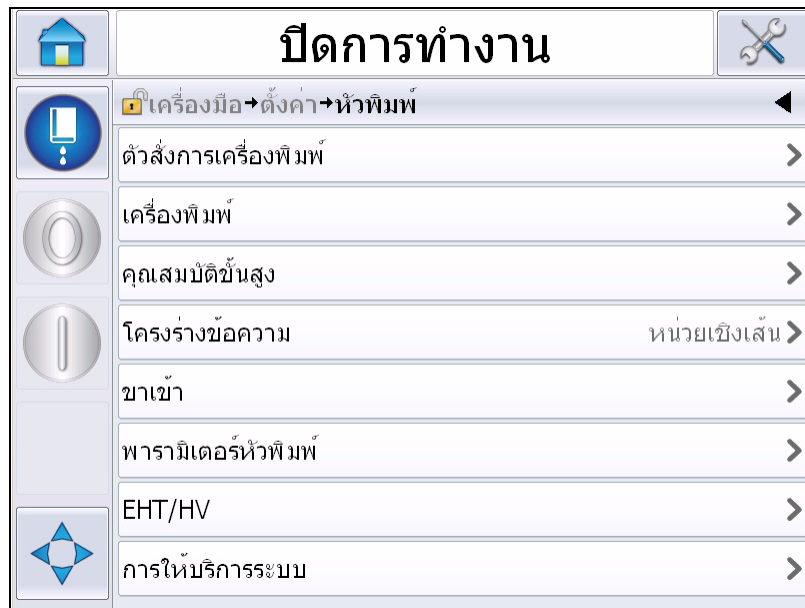 ปิดการทำงาน
เครื่องมือ→ตั้งค่า→หัวพิมพ์
ตัวสั่งการเครื่องพิมพ์
เครื่องพิมพ์
คุณสมบัติขั้นสูง
โครงร่างข้อความ หน่วยเชิงเส้น
ขาเข้า
พารามิเตอร์หัวพิมพ์
EHT/HV
การให้บริการระบบ